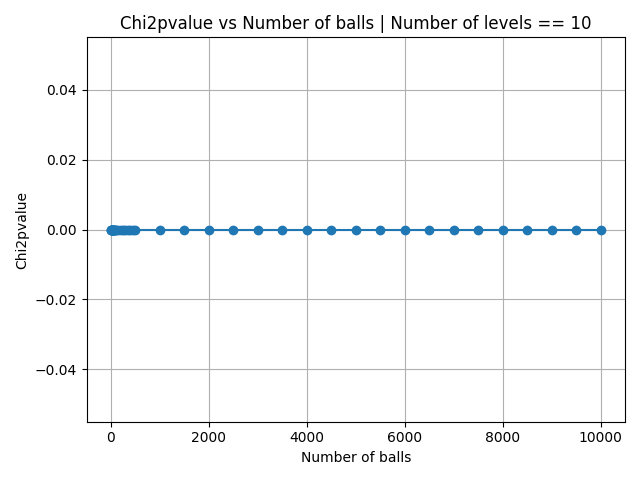 Chi2pvalue vs Number of balls | Number of levels == 10
Chi2pvalue
0.04
0.02
0.00
−0.02
−0.04
0 2000 4000 6000 8000 10000
Number of balls